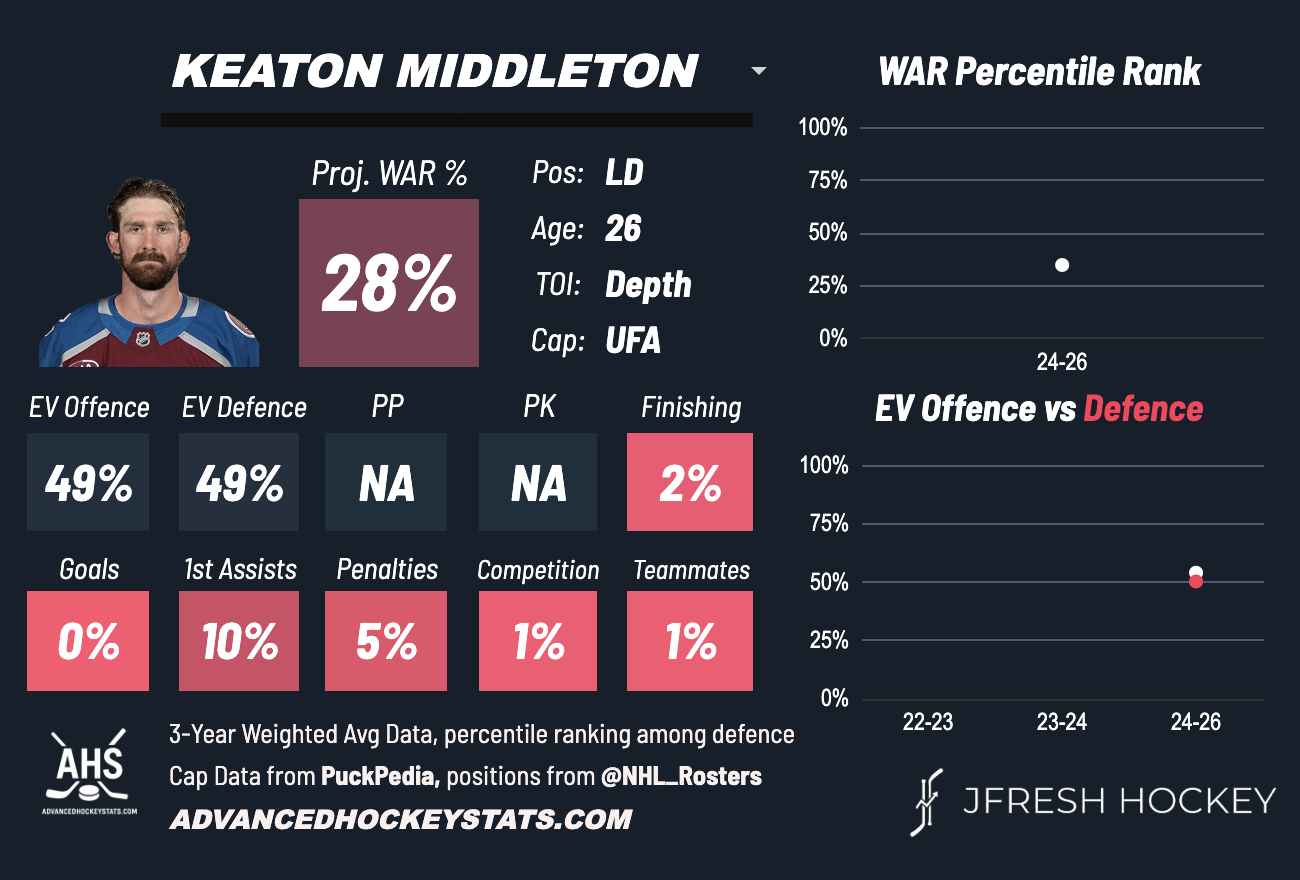 KEATON MIDDLETON
Proj. WAR %
28%
Pos: LD
Age: 26
TOI: Depth
Cap: UFA
EV Offence EV Defence PP PK Finishing
49% 49% NA NA 2%
Goals 1st Assists Penalties Competition Teammates
0% 10% 5% 1% 1%
WAR Percentile Rank
100%
75%
50%
25%
0%
24-26
EV Offence vs Defence
100%
75%
50%
25%
0%
22-23 23-24 24-26
AHS
ADVANCEDHOCKEYSTATS.COM
3-Year Weighted Avg Data, percentile ranking among defence
Cap Data from PuckPedia, positions from @NHL_Rosters
ADVANCEDHOCKEYSTATS.COM
JFRESH HOCKEY